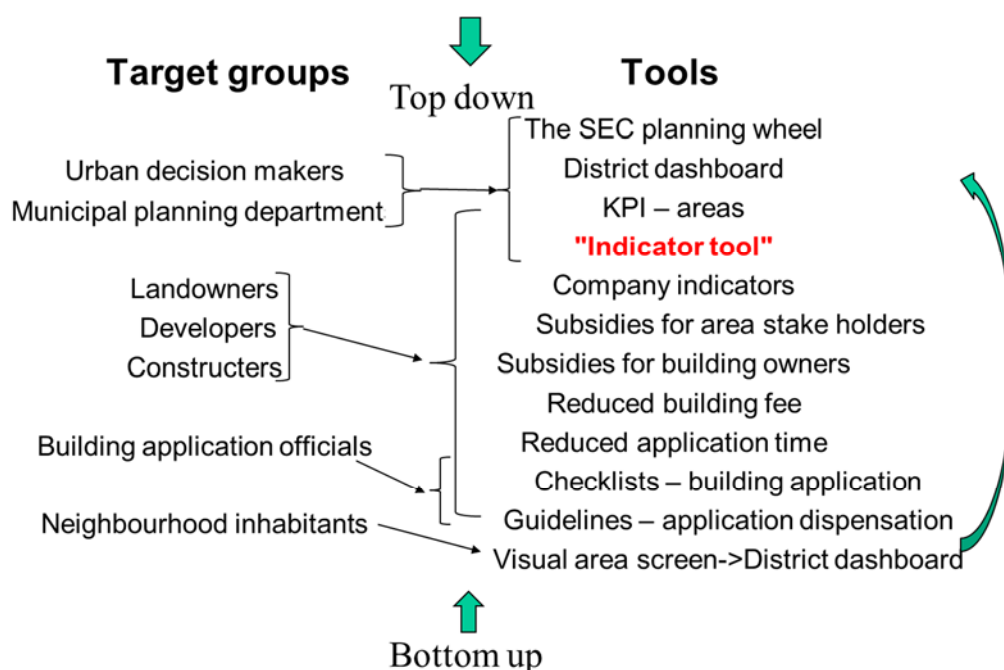 Target groups
Top down
Tools
The SEC planning wheel
Urban decision makers
District dashboard
Municipal planning department
KPI – areas
"Indicator tool"
Landowners
Company indicators
Developers
Subsidies for area stake holders
Constructers
Subsidies for building owners
Reduced building fee
Building application officials
Reduced application time
Checklists – building application
Neighbourhood inhabitants
Guidelines – application dispensation
Visual area screen->District dashboard
Bottom up